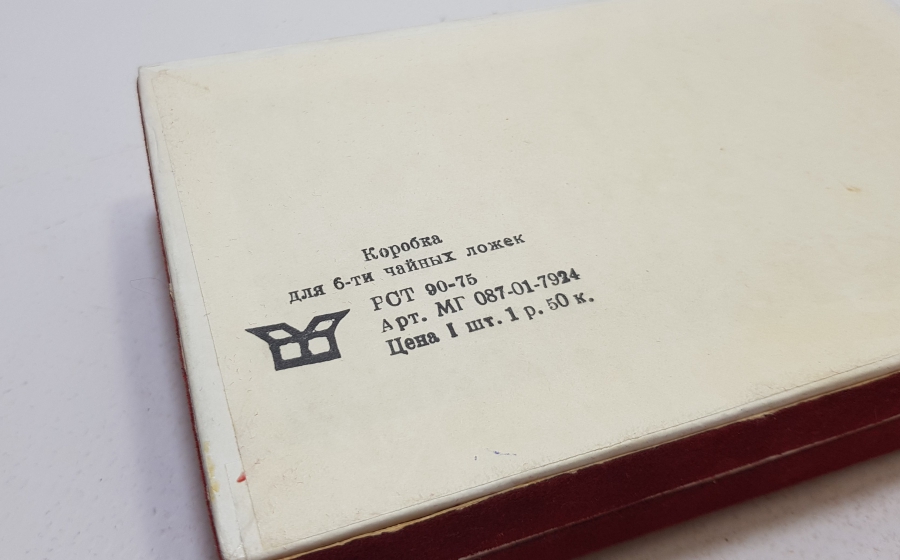 Коробка
для 6-ти чайных ложек
РСТ 90-75
Арт. МГ 087-01-7924
Цена 1 шт. 1 р. 50 к.